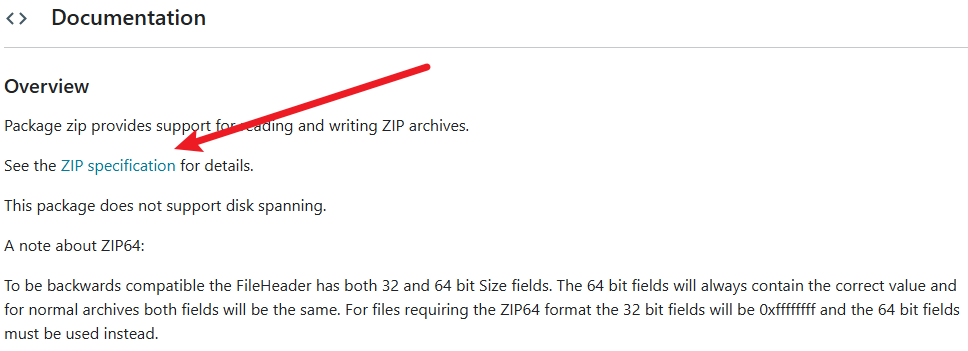 <> Documentation
Overview
Package zip provides support for reading and writing ZIP archives.
See the ZIP specification for details.
This package does not support disk spanning.
A note about ZIP64:
To be backwards compatible the FileHeader has both 32 and 64 bit Size fields. The 64 bit fields will always contain the correct value and
for normal archives both fields will be the same. For files requiring the ZIP64 format the 32 bit fields will be 0xffffffff and the 64 bit fields
must be used instead.